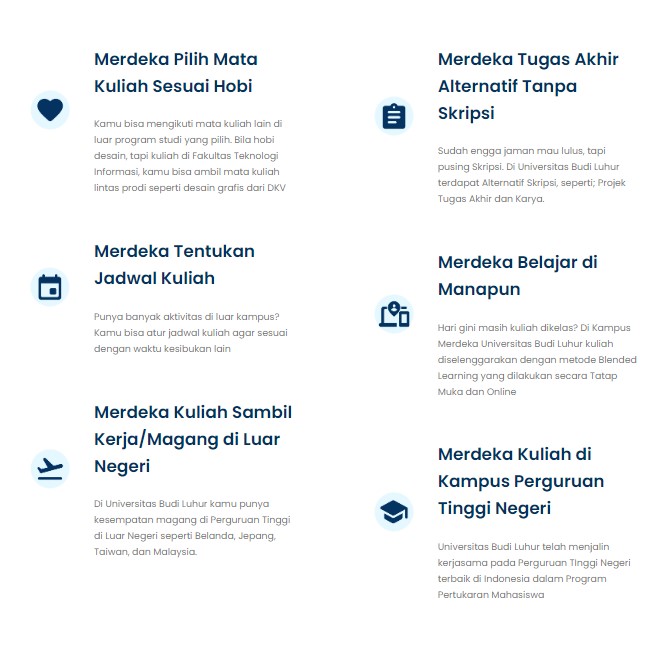 Merdeka Pilih Mata
Kuliah Sesuai Hobi
Kamu bisa mengikuti mata kuliah lain di
luar program studi yang pilih. Bila hobi
desain, tapi kuliah di Fakultas Teknologi
Informasi, kamu bisa ambil mata kuliah
lintas prodi seperti desain grafis dari DKV
Merdeka Tentukan
Jadwal Kuliah
Punya banyak aktivitas di luar kampus?
Kamu bisa atur jadwal kuliah agar sesuai
dengan waktu kesibukan lain
Merdeka Kuliah Sambil
Kerja/Magang di Luar
Negeri
Di Universitas Budi Luhur kamu punya
kesempatan magang di Perguruan Tinggi
di Luar Negeri seperti Belanda, Jepang,
Taiwan, dan Malaysia.
Merdeka Tugas Akhir
Alternatif Tanpa
Skripsi
Sudah engga jaman mau lulus, tapi
pusing Skripsi. Di Universitas Budi Luhur
terdapat Alternatif Skripsi, seperti; Projek
Tugas Akhir dan Karya.
Merdeka Belajar di
Manapun
Hari gini masih kuliah dikelas? Di Kampus
Merdeka Universitas Budi Luhur kuliah
diselenggarakan dengan metode Blended
Learning yang dilakukan secara Tatap
Muka dan Online
Merdeka Kuliah di
Kampus Perguruan
Tinggi Negeri
Universitas Budi Luhur telah menjalin
kerjasama pada Perguruan TInggi Negeri
terbaik di Indonesia dalam Program
Pertukaran Mahasiswa